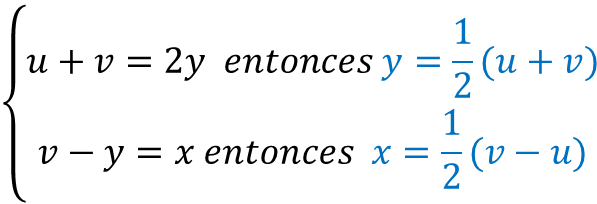 u + v = 2y entonces y = 1/2 (u + v)
v − y = x entonces x = 1/2 (v − u)